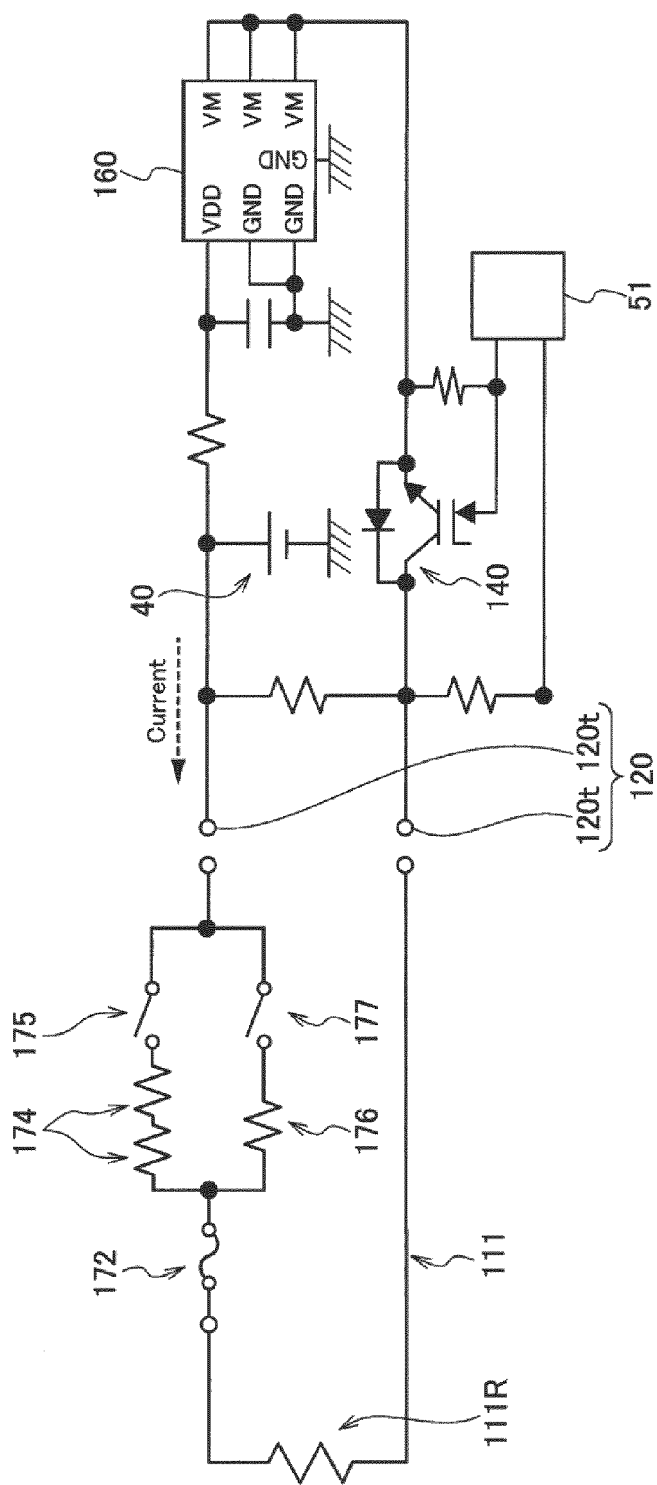 160
VDD
GND
GND
GND
VM
VM
VM
40
Current
140
51
120t
120t
120
175
174
177
176
172
111
111R